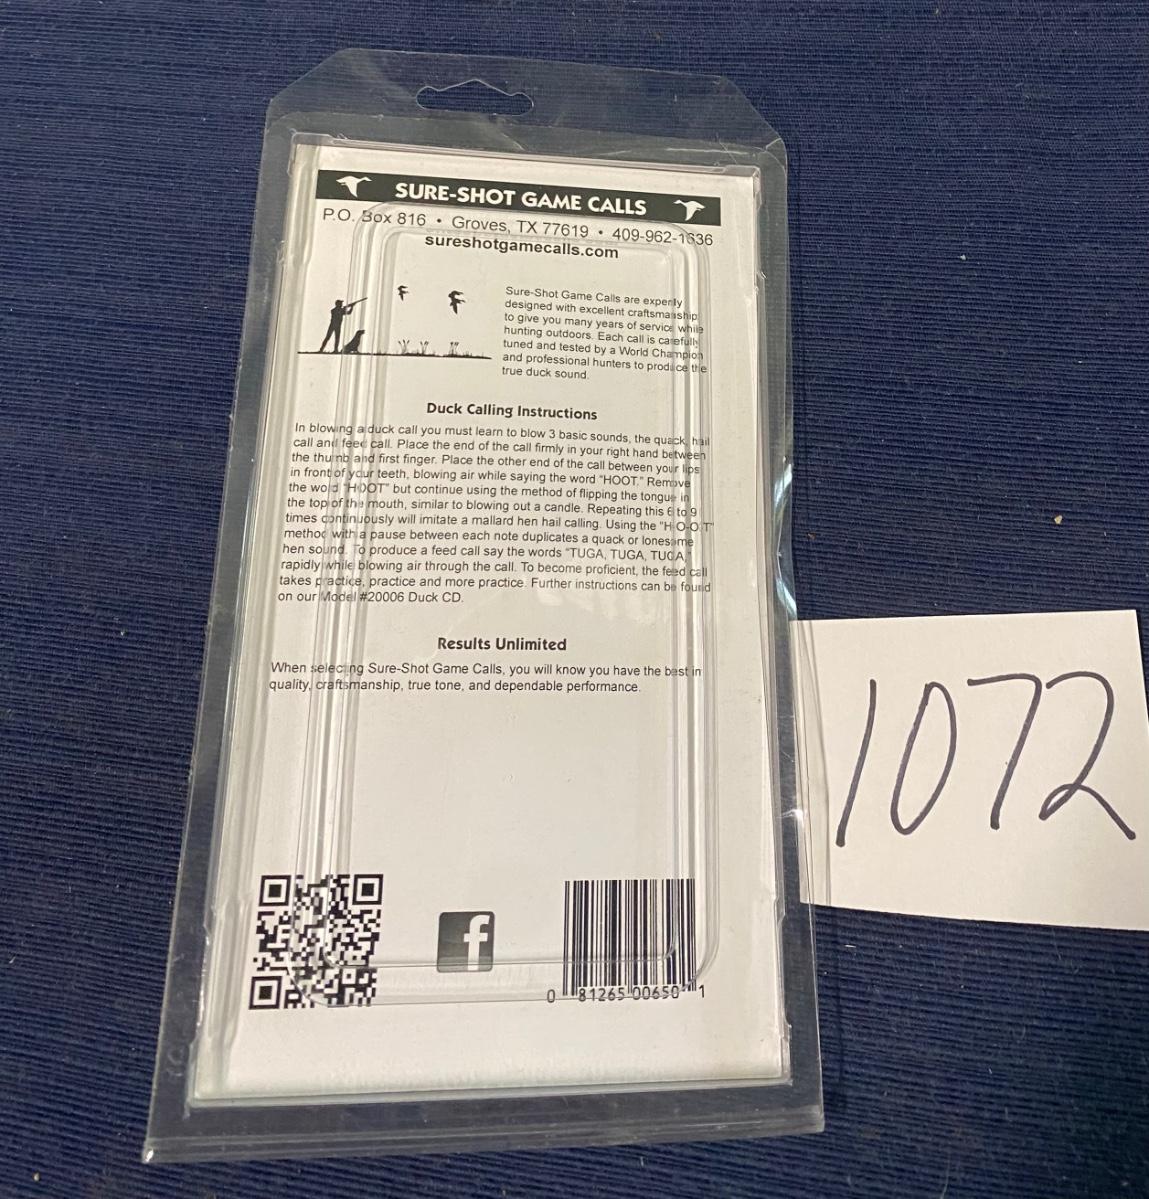 SURE-SHOT GAME CALLS
P.O. Box 816 • Groves, TX 77619 • 409-962-1636
sureshotgamecalls.com
Sure-Shot Game Calls are expertly
designed with excellent craftsmanship
to give you many years of service while
hunting outdoors. Each call is carefully
tuned and tested by a World Champion
and professional hunters to produce the
true duck sound.
Duck Calling Instructions
In blowing a duck call you must learn to blow 3 basic sounds, the quack, hail
call and feed call. Place the end of the call firmly in your right hand between
the thumb and first finger. Place the other end of the call between your lips
in front of your teeth, blowing air while saying the word "HOOT." Remove
the word "HOOT" but continue using the method of flipping the tongue in
the top of the mouth, similar to blowing out a candle. Repeating this 6 to 9
times continuously will imitate a mallard hen hail calling. Using the "H-O-O-T"
method with a pause between each note duplicates a quack or lonesome
hen sound. To produce a feed call say the words "TUGA, TUGA, TUGA,"
rapidly while blowing air through the call. To become proficient, the feed call
takes practice, practice and more practice. Further instructions can be found
on our Model #20006 Duck CD.
Results Unlimited
When selecting Sure-Shot Game Calls, you will know you have the best in
quality, craftsmanship, true tone, and dependable performance.
f
0 81265 00650 1
1072